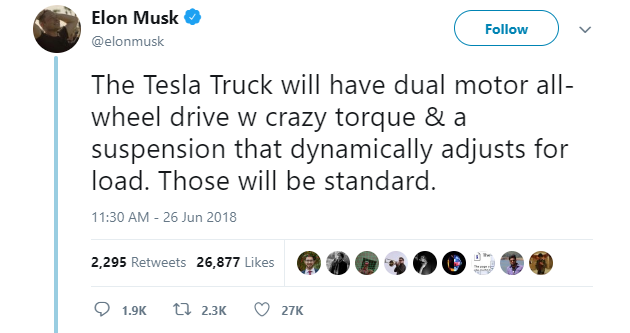 Elon Musk
@elonmusk
Follow
The Tesla Truck will have dual motor all-
wheel drive w crazy torque & a
suspension that dynamically adjusts for
load. Those will be standard.
11:30 AM - 26 Jun 2018
2,295 Retweets 26,877 Likes
1.9K 2.3K 27K